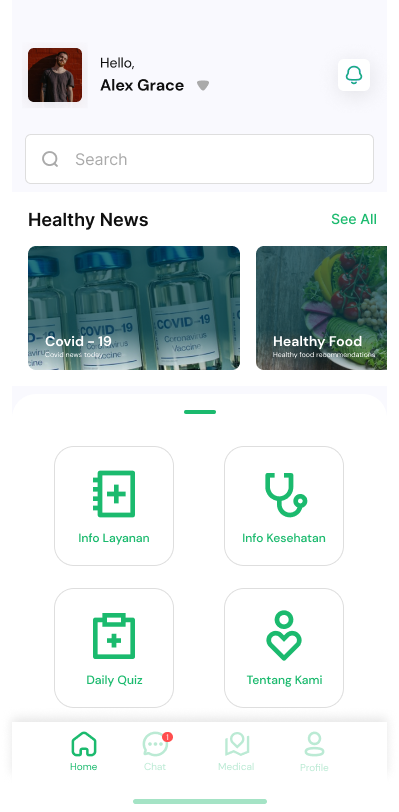 Hello,
Alex Grace
Search
Healthy News
See All
COVID-19
COVID-19
Coronavirus
Vaccine
Covid - 19
Covid news today
Healthy Food
Healthy food recommendations
Info Layanan
Info Kesehatan
Daily Quiz
Tentang Kami
1
Home
Chat
Medical
Profile